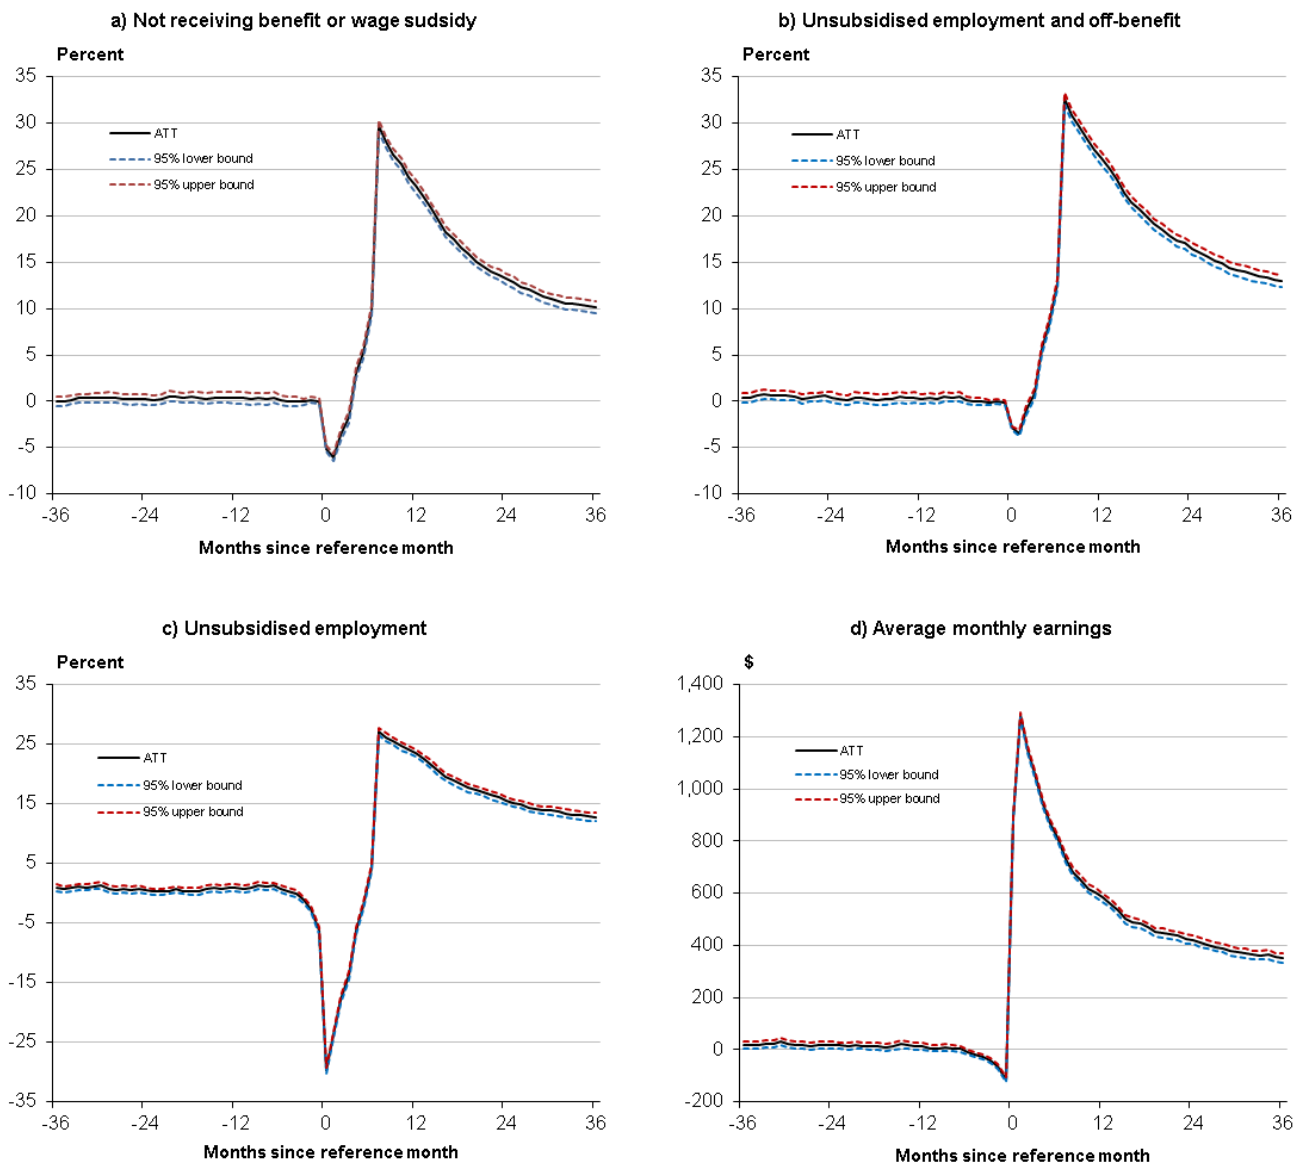 a) Not receiving benefit or wage sudsidy
Percent
35
30
25
20
15
10
5
0
-5
-10
ATT
95% lower bound
95% upper bound
-36 -24 -12 0 12 24 36
Months since reference month
b) Unsubsidised employment and off-benefit
Percent
35
30
25
20
15
10
5
0
-5
-10
ATT
95% lower bound
95% upper bound
-36 -24 -12 0 12 24 36
Months since reference month
c) Unsubsidised employment
Percent
35
25
15
5
-5
-15
-25
-35
ATT
95% lower bound
95% upper bound
-36 -24 -12 0 12 24 36
Months since reference month
d) Average monthly earnings
$
1,400
1,200
1,000
800
600
400
200
0
-200
ATT
95% lower bound
95% upper bound
-36 -24 -12 0 12 24 36
Months since reference month